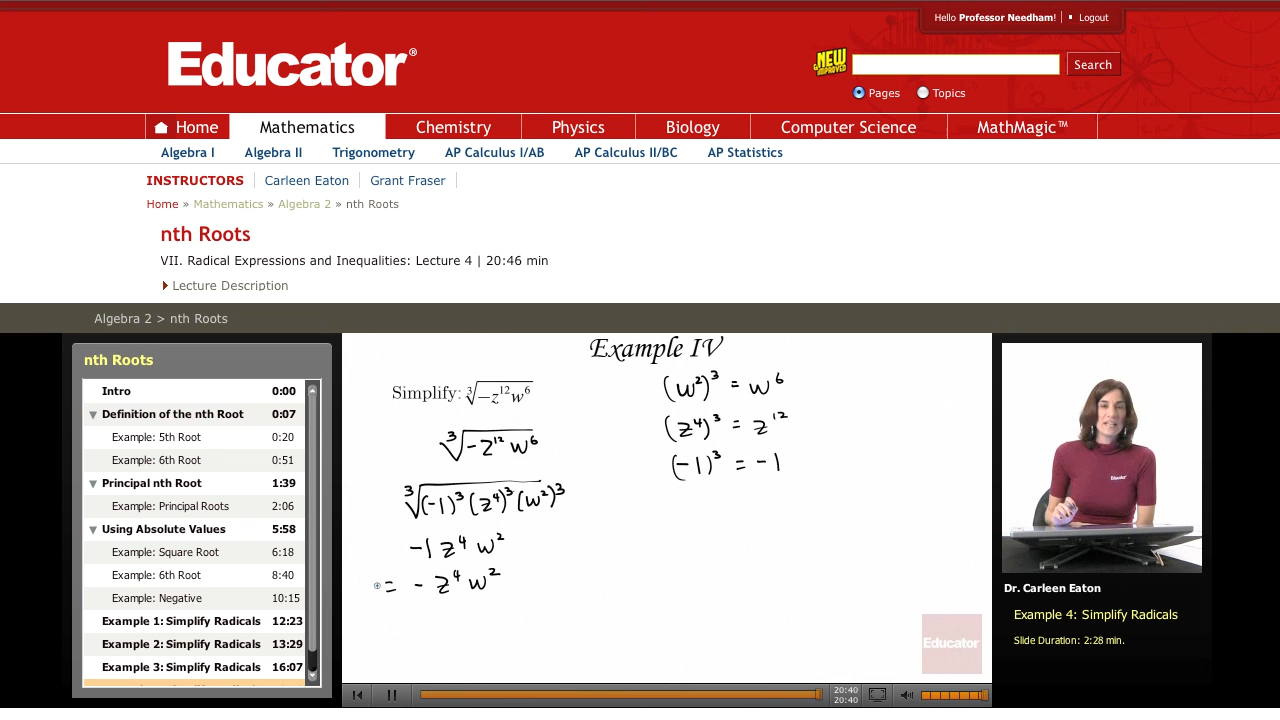 Hello Professor Needham! Logout
Educator®
NEW
& IMPROVED
Search
Pages Topics
Home Mathematics Chemistry Physics Biology Computer Science MathMagic™
Algebra I Algebra II Trigonometry AP Calculus I/AB AP Calculus II/BC AP Statistics
INSTRUCTORS Carleen Eaton Grant Fraser
Home » Mathematics » Algebra 2 » nth Roots
nth Roots
VII. Radical Expressions and Inequalities: Lecture 4 | 20:46 min
Lecture Description
Algebra 2 > nth Roots
nth Roots
Intro 0:00
Definition of the nth Root 0:07
Example: 5th Root 0:20
Example: 6th Root 0:51
Principal nth Root 1:39
Example: Principal Roots 2:06
Using Absolute Values 5:58
Example: Square Root 6:18
Example: 6th Root 8:40
Example: Negative 10:15
Example 1: Simplify Radicals 12:23
Example 2: Simplify Radicals 13:29
Example 3: Simplify Radicals 16:07
Example IV
Simplify: ∛(−z¹²w⁶)
∛(-z¹² w⁶)
∛((-1)³ (z⁴)³ (w²)³)
-1 z⁴ w²
= - z⁴ w²
(w²)³ = w⁶
(z⁴)³ = z¹²
(-1)³ = -1
Educator
20:40
20:40
Educator
Dr. Carleen Eaton
Example 4: Simplify Radicals
Slide Duration: 2:28 min.